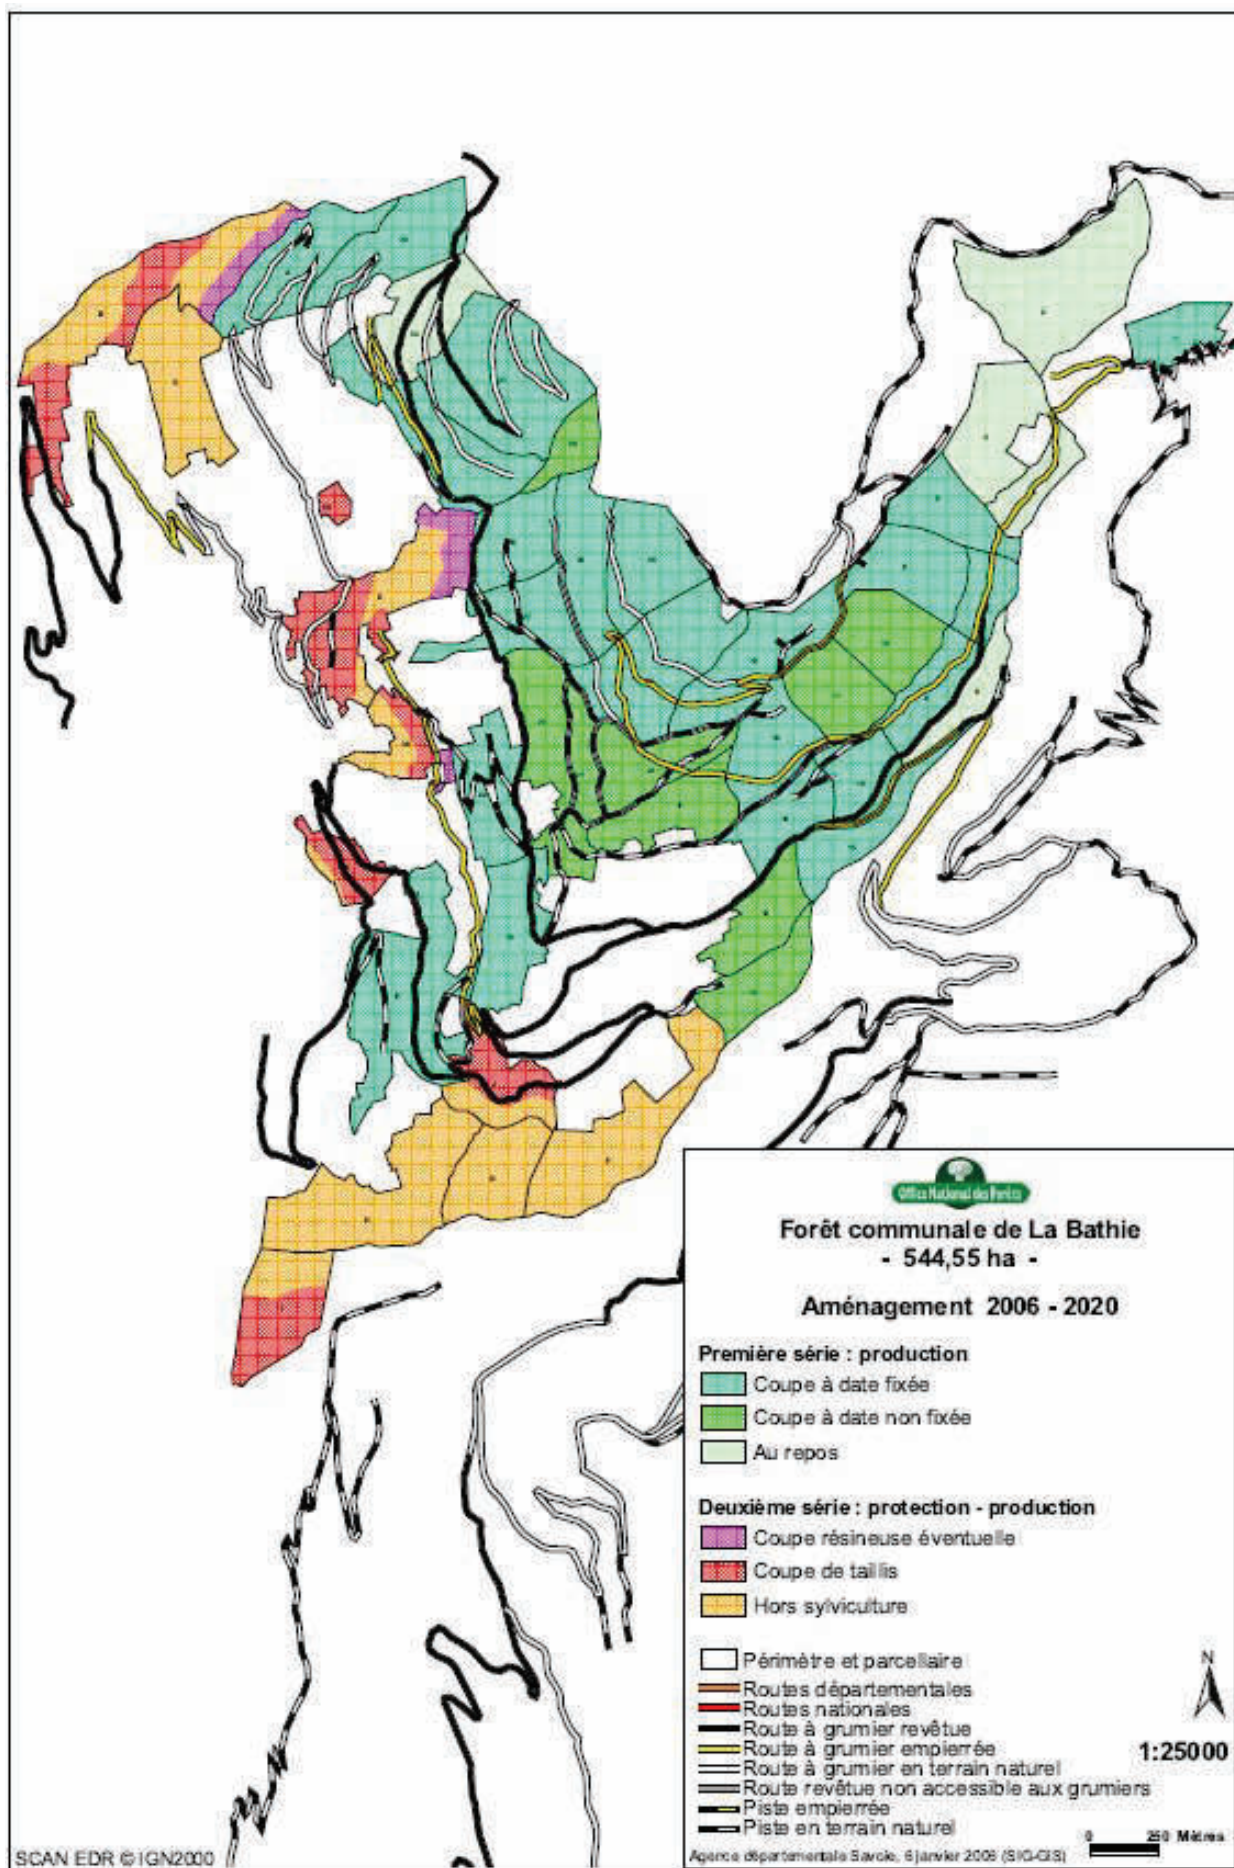 Office National des Forêts
Forêt communale de La Bathie
- 544,55 ha -
Aménagement 2006 - 2020
Première série : production
Coupe à date fixée
Coupe à date non fixée
Au repos
Deuxième série : protection - production
Coupe résineuse éventuelle
Coupe de taillis
Hors sylviculture
Périmètre et parcellaire
Routes départementales
Routes nationales
Route à grumier revêtue
Route à grumier empierrée
Route à grumier en terrain naturel
Route revêtue non accessible aux grumiers
Piste empierrée
Piste en terrain naturel
N
1:25000
0 250 Mètres
Agence départementale Savoie, 6 janvier 2006 (SIG-GIS)
SCAN EDR © IGN2000